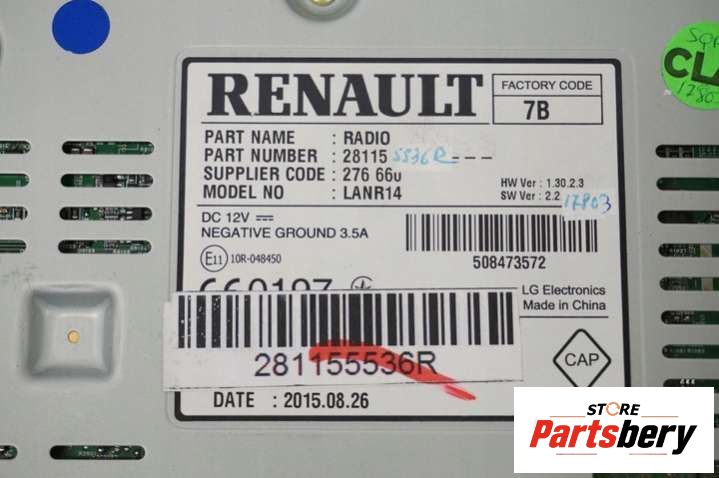 RENAULT
FACTORY CODE
7B
PART NAME : RADIO
PART NUMBER : 28115 5536R---
SUPPLIER CODE : 276 66u
MODEL NO : LANR14
HW Ver : 1.30.2.3
SW Ver : 2.2
17803
DC 12V
NEGATIVE GROUND 3.5A
E11 10R-048450
508473572
LG Electronics
Made in China
281155536R
CAP
DATE : 2015.08.26
STORE
Partsbery